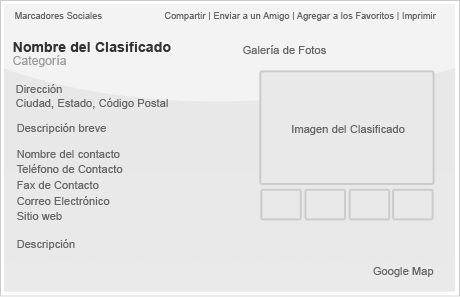 Marcadores Sociales
Compartir | Enviar a un Amigo | Agregar a los Favoritos | Imprimir
Nombre del Clasificado
Categoría
Galería de Fotos
Dirección
Ciudad, Estado, Código Postal
Descripción breve
Imagen del Clasificado
Nombre del contacto
Teléfono de Contacto
Fax de Contacto
Correo Electrónico
Sitio web
Descripción
Google Map